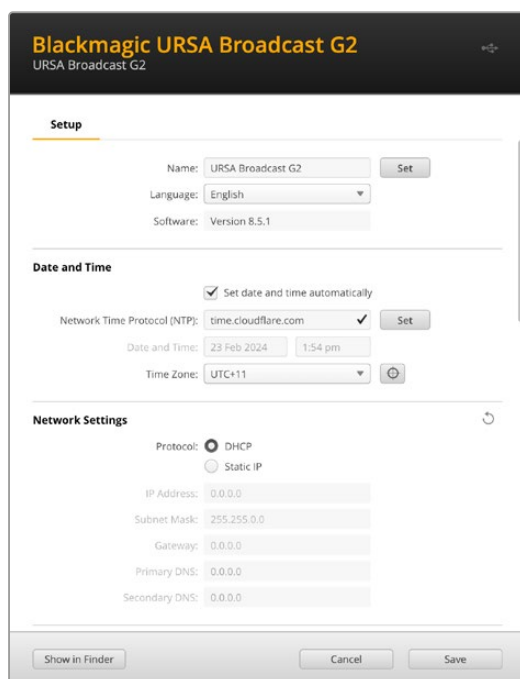 Blackmagic URSA Broadcast G2
URSA Broadcast G2
Setup
Name: URSA Broadcast G2 Set
Language: English
Software: Version 8.5.1
Date and Time
Set date and time automatically
Network Time Protocol (NTP): time.cloudflare.com Set
Date and Time: 23 Feb 2024 1:54 pm
Time Zone: UTC+11
Network Settings
Protocol: DHCP
Static IP
IP Address: 0.0.0.0
Subnet Mask: 255.255.0.0
Gateway: 0.0.0.0
Primary DNS: 0.0.0.0
Secondary DNS: 0.0.0.0
Show in Finder Cancel Save